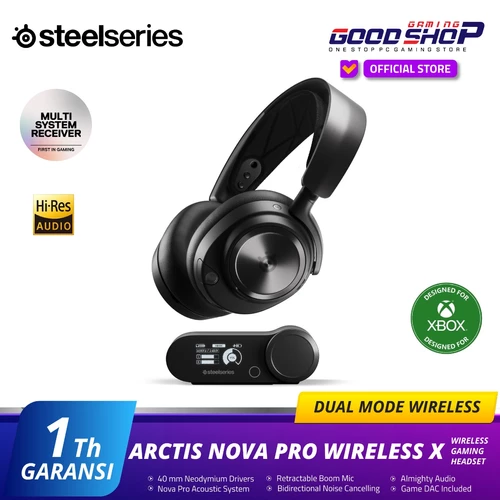 steelseries
GAMING
GOODSHOP
ONE STOP PC GAMING STORE
OFFICIAL STORE
MULTI
SYSTEM
RECEIVER
FIRST IN GAMING
Hi-Res
AUDIO
DESIGNED FOR
XBOX
DESIGNED FOR
steelseries
DUAL MODE WIRELESS
1Th
GARANSI
ARCTIS NOVA PRO WIRELESS X
WIRELESS
GAMING
HEADSET
• 40 mm Neodymium Drivers
• Nova Pro Acoustic System
• Retractable Boom Mic
• Bidirectional Noise Cancelling
• Almighty Audio
• Game DAC Included